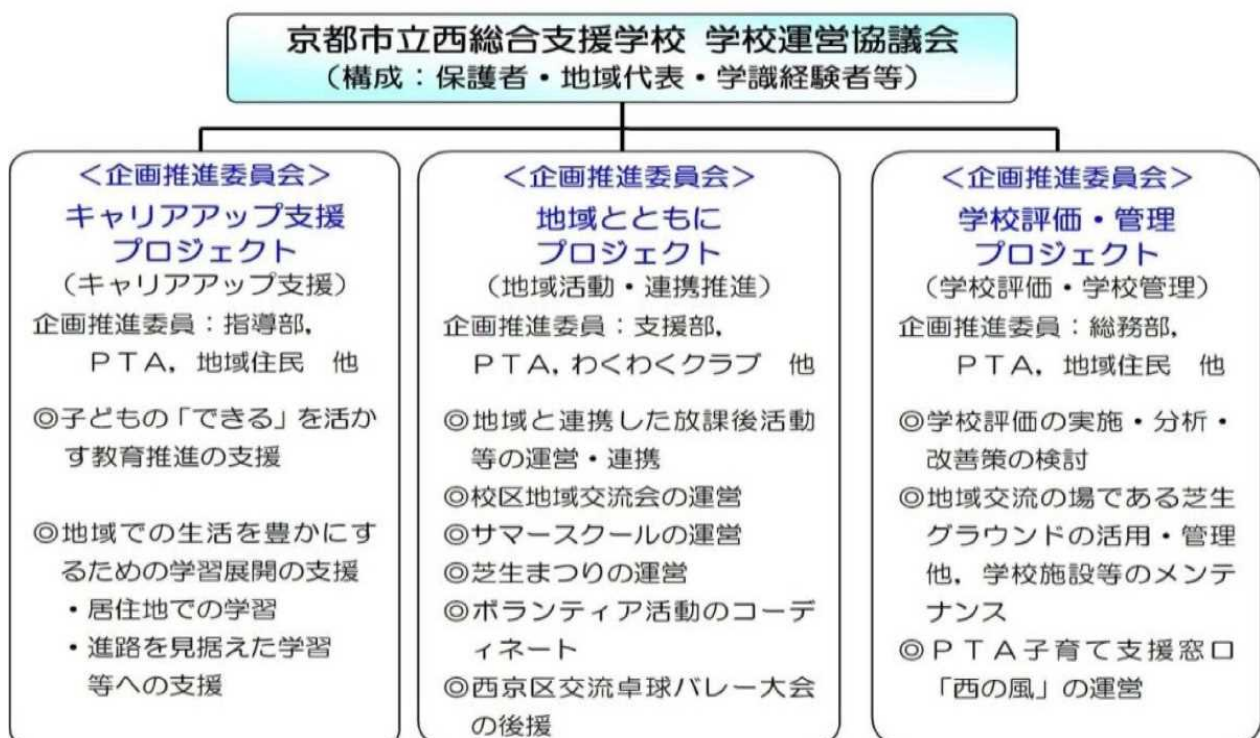 京都市立西総合支援学校 学校運営協議会
（構成：保護者・地域代表・学識経験者等）
＜企画推進委員会＞
キャリアアップ支援
プロジェクト
（キャリアアップ支援）
企画推進委員：指導部，
ＰＴＡ，地域住民　他
◎子どもの「できる」を活か
す教育推進の支援
◎地域での生活を豊かにす
るための学習展開の支援
・居住地での学習
・進路を見据えた学習
等への支援
＜企画推進委員会＞
地域とともに
プロジェクト
（地域活動・連携推進）
企画推進委員：支援部，
ＰＴＡ，わくわくクラブ　他
◎地域と連携した放課後活動
等の運営・連携
◎校区地域交流会の運営
◎サマースクールの運営
◎芝生まつりの運営
◎ボランティア活動のコーデ
ィネート
◎西京区交流卓球バレー大会
の後援
＜企画推進委員会＞
学校評価・管理
プロジェクト
（学校評価・学校管理）
企画推進委員：総務部，
ＰＴＡ，地域住民　他
◎学校評価の実施・分析・
改善策の検討
◎地域交流の場である芝生
グラウンドの活用・管理
他，学校施設等のメンテ
ナンス
◎ＰＴＡ子育て支援窓口
「西の風」の運営